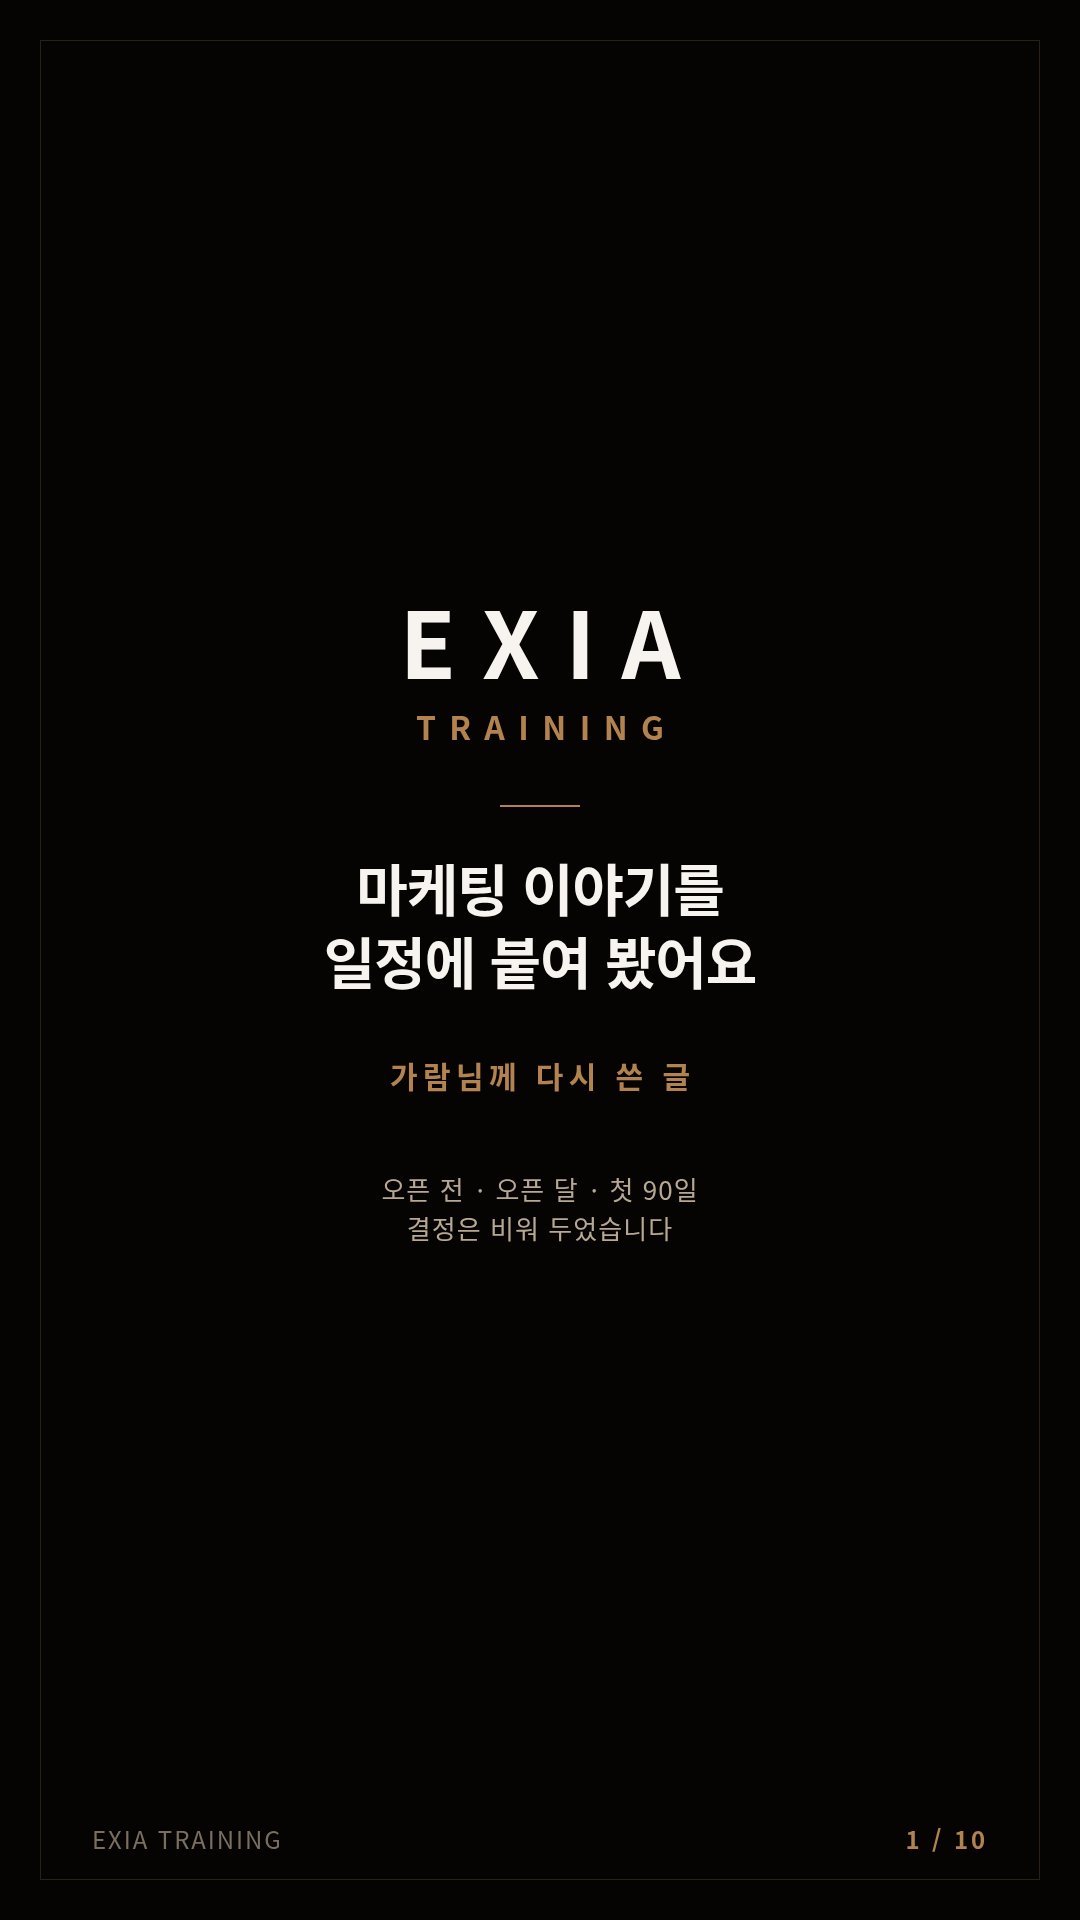 EXIA
TRAINING
마케팅 이야기를
일정에 붙여 봤어요
가람님께 다시 쓴 글
오픈 전 · 오픈 달 · 첫 90일
결정은 비워 두었습니다
EXIA TRAINING
1 / 10